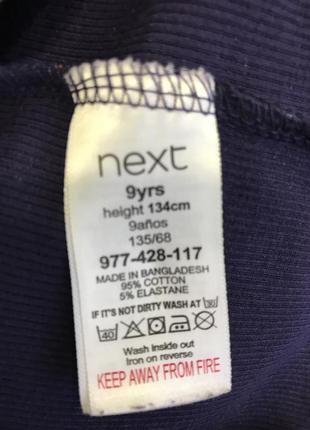 next
9yrs
height 134cm
9años
135/68
977-428-117
MADE IN BANGLADESH
95% COTTON
5% ELASTANE
IF IT'S NOT DIRTY WASH AT 30
40
Wash inside out
Iron on reverse
KEEP AWAY FROM FIRE